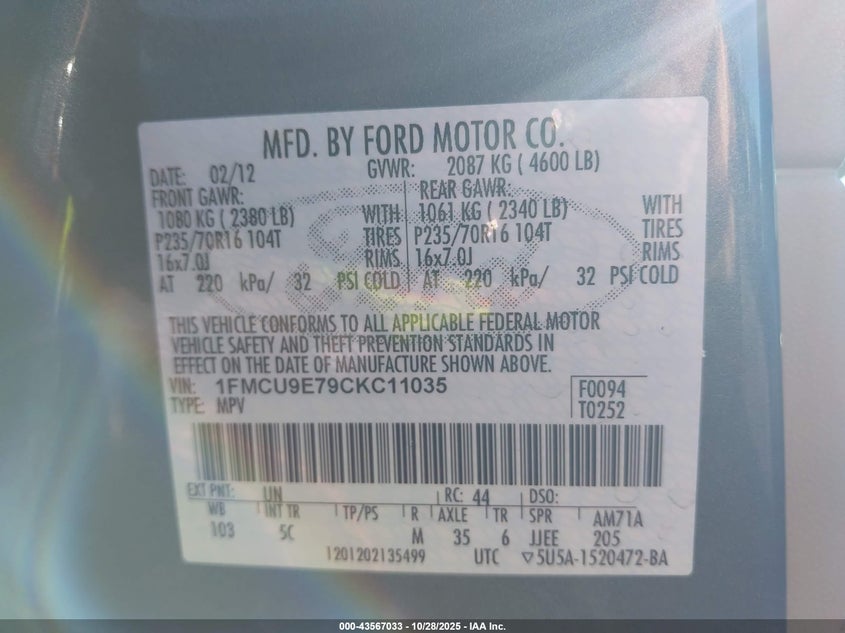 MFD. BY FORD MOTOR CO.
DATE: 02/12 GVWR: 2087 KG ( 4600 LB)
FRONT GAWR: REAR GAWR:
1080 KG ( 2380 LB) WITH 1061 KG ( 2340 LB) WITH
P235/70R16 104T TIRES P235/70R16 104T TIRES
16x7.0J RIMS 16x7.0J RIMS
AT 220 kPa/ 32 PSI COLD AT 220 kPa/ 32 PSI COLD
THIS VEHICLE CONFORMS TO ALL APPLICABLE FEDERAL MOTOR
VEHICLE SAFETY AND THEFT PREVENTION STANDARDS IN
EFFECT ON THE DATE OF MANUFACTURE SHOWN ABOVE.
VIN: 1FMCU9E79CKC11035 F0094
TYPE: MPV T0252
EXT PNT: UN RC: 44 DSO:
WB INT TR TP/PS R AXLE TR SPR AM71A
103 5C M 35 6 JJEE 205
1201202135499 UTC ▽5U5A-1520472-BA
000-43567033 - 10/28/2025 - IAA Inc.